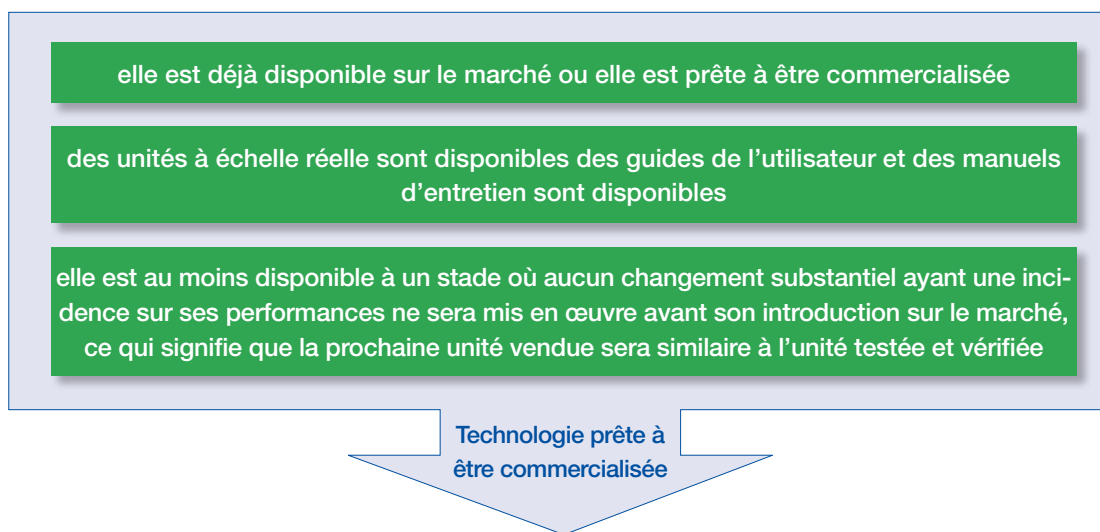 elle est déjà disponible sur le marché ou elle est prête à être commercialisée
des unités à échelle réelle sont disponibles des guides de l’utilisateur et des manuels
d’entretien sont disponibles
elle est au moins disponible à un stade où aucun changement substantiel ayant une inci-
dence sur ses performances ne sera mis en œuvre avant son introduction sur le marché,
ce qui signifie que la prochaine unité vendue sera similaire à l’unité testée et vérifiée
Technologie prête à
être commercialisée